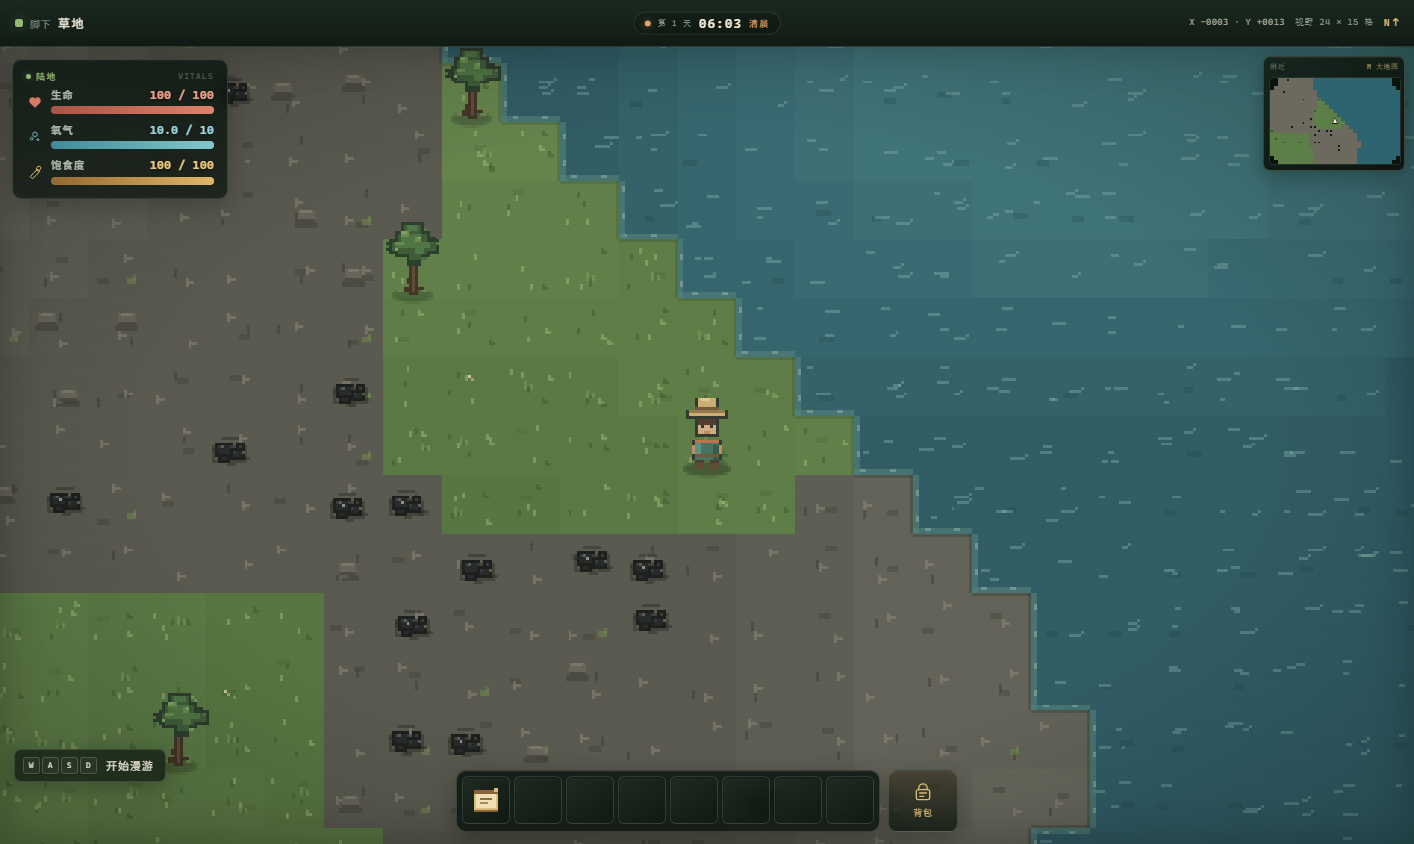 脚下 草地
第 1 天 06:03 清晨
X -0003 · Y +0013 视野 24 × 15 格 N↑
陆地 VITALS
生命 100 / 100
氧气 10.0 / 10
饱食度 100 / 100
附近 M 大地图
W A S D 开始漫游
背包